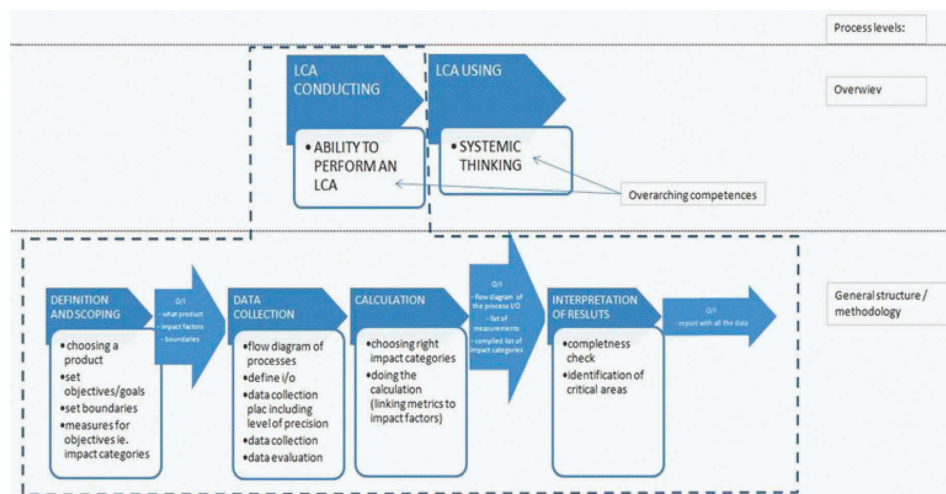 Process levels:
LCA
CONDUCTING
LCA USING
Overwiev
• ABILITY TO
PERFORM AN
LCA
• SYSTEMIC
THINKING
Overarching competences
DEFINITION
AND SCOPING
O/I
- what product
- impact factors
- boundaries
DATA
COLLECTION
CALCULATION
O/I
- flow diagram of
the process I/O
- list of
measurements
- complied list of
impact categories
INTERPRETATION
OF RESLUTS
O/I
- report with all the data
General structure /
methodology
•choosing a
product
•set
objectives/goals
•set boundaries
•measures for
objectives ie.
impact categories
•flow diagram of
processes
•define i/o
•data collection
plac including
level of precision
•data collection
•data evaluation
•choosing right
impact categories
•doing the
calculation
(linking metrics to
impact factors)
•completness
check
•identification of
critical areas